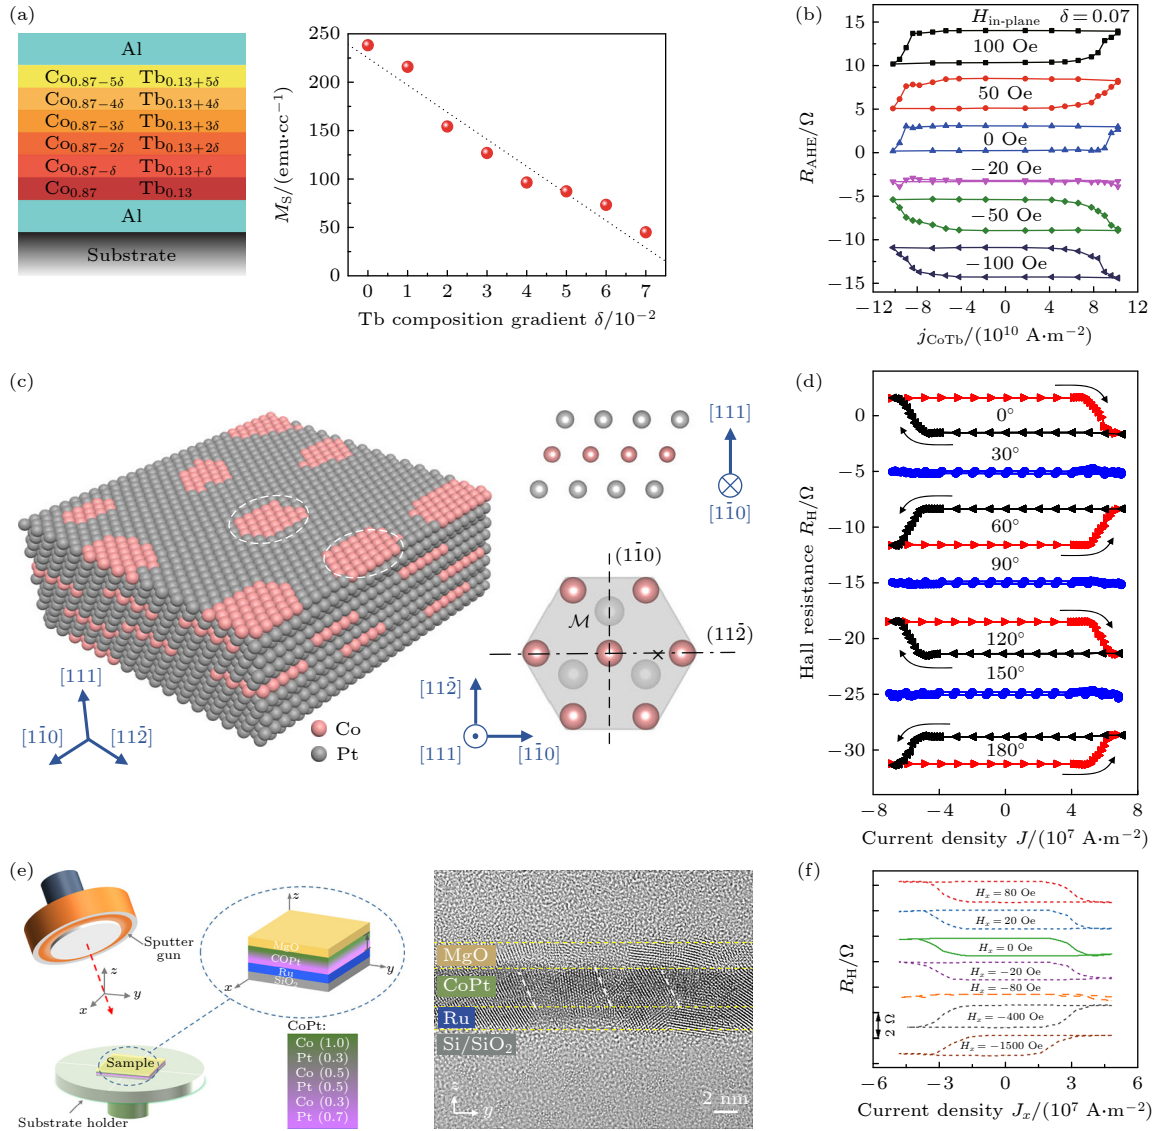 (a)
Al
Co0.87−5δ Tb0.13+5δ
Co0.87−4δ Tb0.13+4δ
Co0.87−3δ Tb0.13+3δ
Co0.87−2δ Tb0.13+2δ
Co0.87−δ Tb0.13+δ
Co0.87 Tb0.13
Al
Substrate
MS/(emu·cc−1)
250
200
150
100
50
0
0 1 2 3 4 5 6 7
Tb composition gradient δ/10−2
(b)
Hin-plane δ = 0.07
100 Oe
50 Oe
0 Oe
−20 Oe
−50 Oe
−100 Oe
RAHE/Ω
15
10
5
0
−5
−10
−15
−12 −8 −4 0 4 8 12
jCoTb/(1010 A·m−2)
(c)
[111]
[11̄0] [112̄]
Co
Pt
[111]
[11̄0]
(11̄0)
ℳ
(112̄)
×
[112̄]
[111] [11̄0]
(d)
Hall resistance RH/Ω
0
−5
−10
−15
−20
−25
−30
0°
30°
60°
90°
120°
150°
180°
−8 −4 0 4 8
Current density J/(107 A·m−2)
(e)
Sputter
gun
z
y
x
z
MgO
COPt
Ru
SiO2
x
y
Sample
Substrate holder
CoPt:
Co (1.0)
Pt (0.3)
Co (0.5)
Pt (0.5)
Co (0.3)
Pt (0.7)
MgO
CoPt
Ru
Si/SiO2
z
y
2 nm
(f)
RH/Ω
Hx = 80 Oe
Hx = 20 Oe
Hx = 0 Oe
Hx = −20 Oe
Hx = −80 Oe
Hx = −400 Oe
Hx = −1500 Oe
2 Ω
−6 −3 0 3 6
Current density Jx/(107 A·m−2)